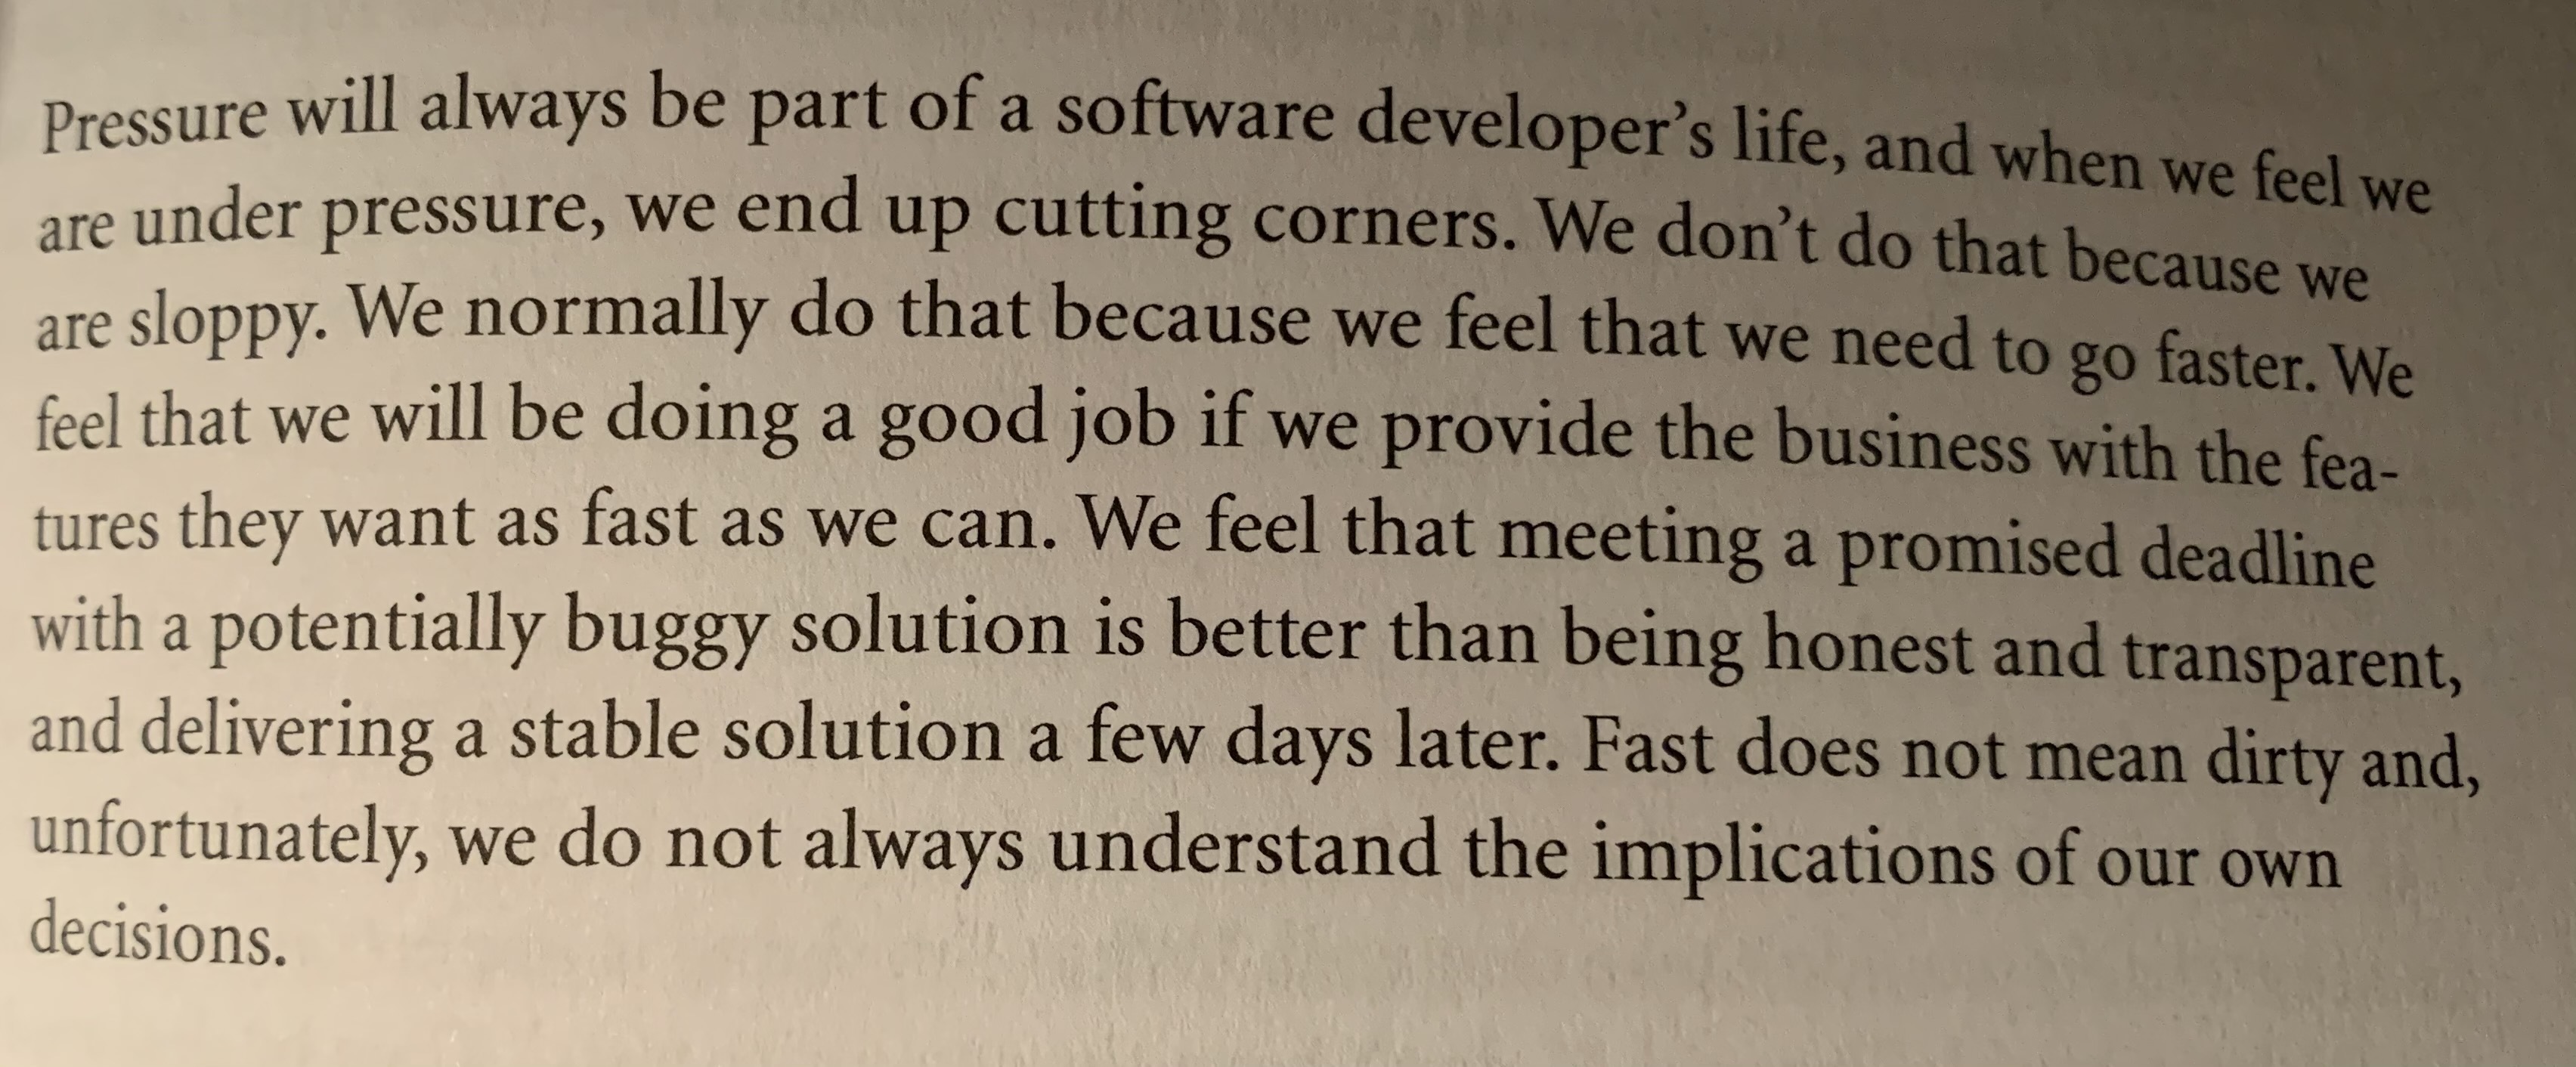 Pressure will always be part of a software developer’s life, and when we feel we
are under pressure, we end up cutting corners. We don’t do that because we
are sloppy. We normally do that because we feel that we need to go faster. We
feel that we will be doing a good job if we provide the business with the fea-
tures they want as fast as we can. We feel that meeting a promised deadline
with a potentially buggy solution is better than being honest and transparent,
and delivering a stable solution a few days later. Fast does not mean dirty and,
unfortunately, we do not always understand the implications of our own
decisions.